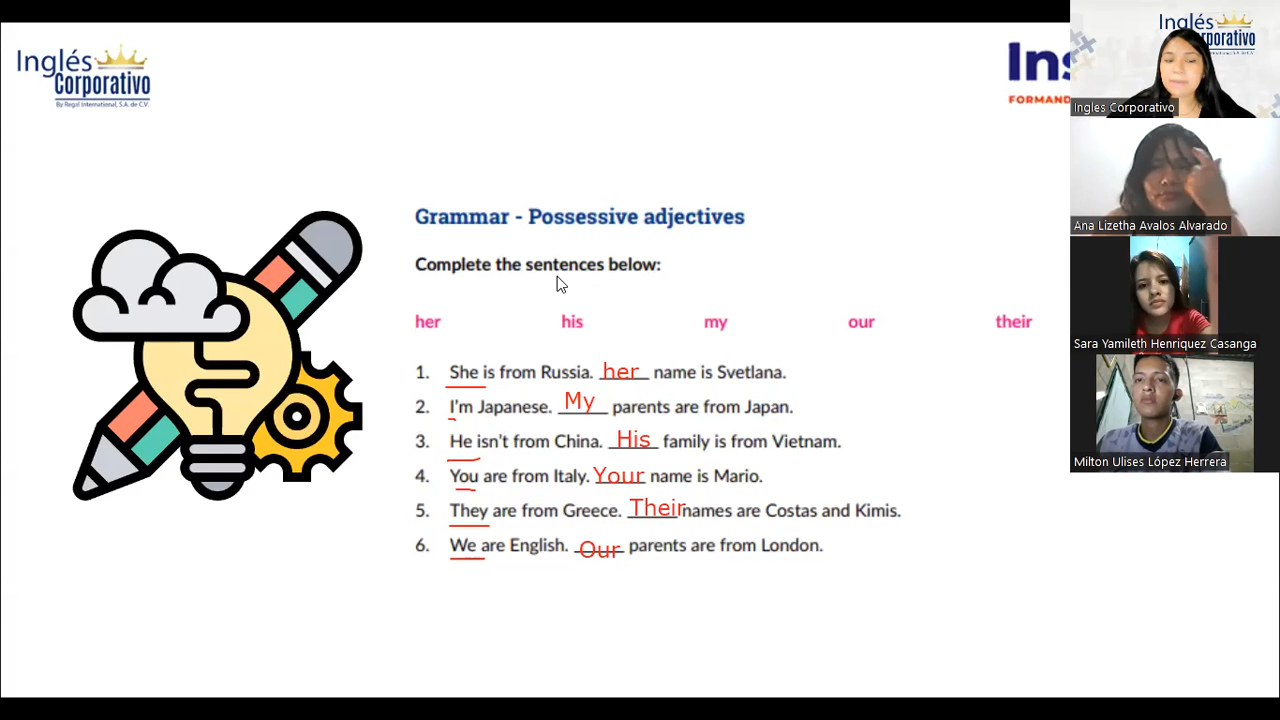 Inglés
Corporativo
By Regal International, S.A. de C.V.
Ins
FORMAND
Inglés
orporativo
Ingles Corporativo
Ana Lizetha Avalos Alvarado
Sara Yamileth Henriquez Casanga
Milton Ulises López Herrera
Grammar - Possessive adjectives
Complete the sentences below:
her his my our their
1. She is from Russia. her name is Svetlana.
2. I'm Japanese. My parents are from Japan.
3. He isn't from China. His family is from Vietnam.
4. You are from Italy. Your name is Mario.
5. They are from Greece. Their names are Costas and Kimis.
6. We are English. Our parents are from London.